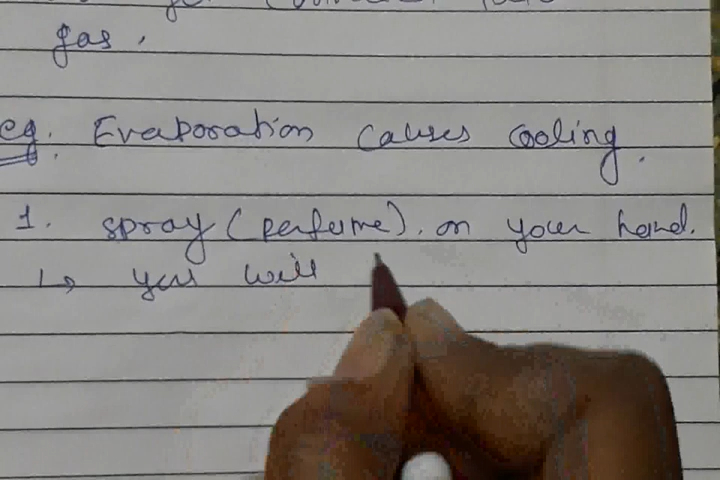 gas.
eg. Evaporation causes cooling.
1. spray (perfume). on your hand.
↳ you will